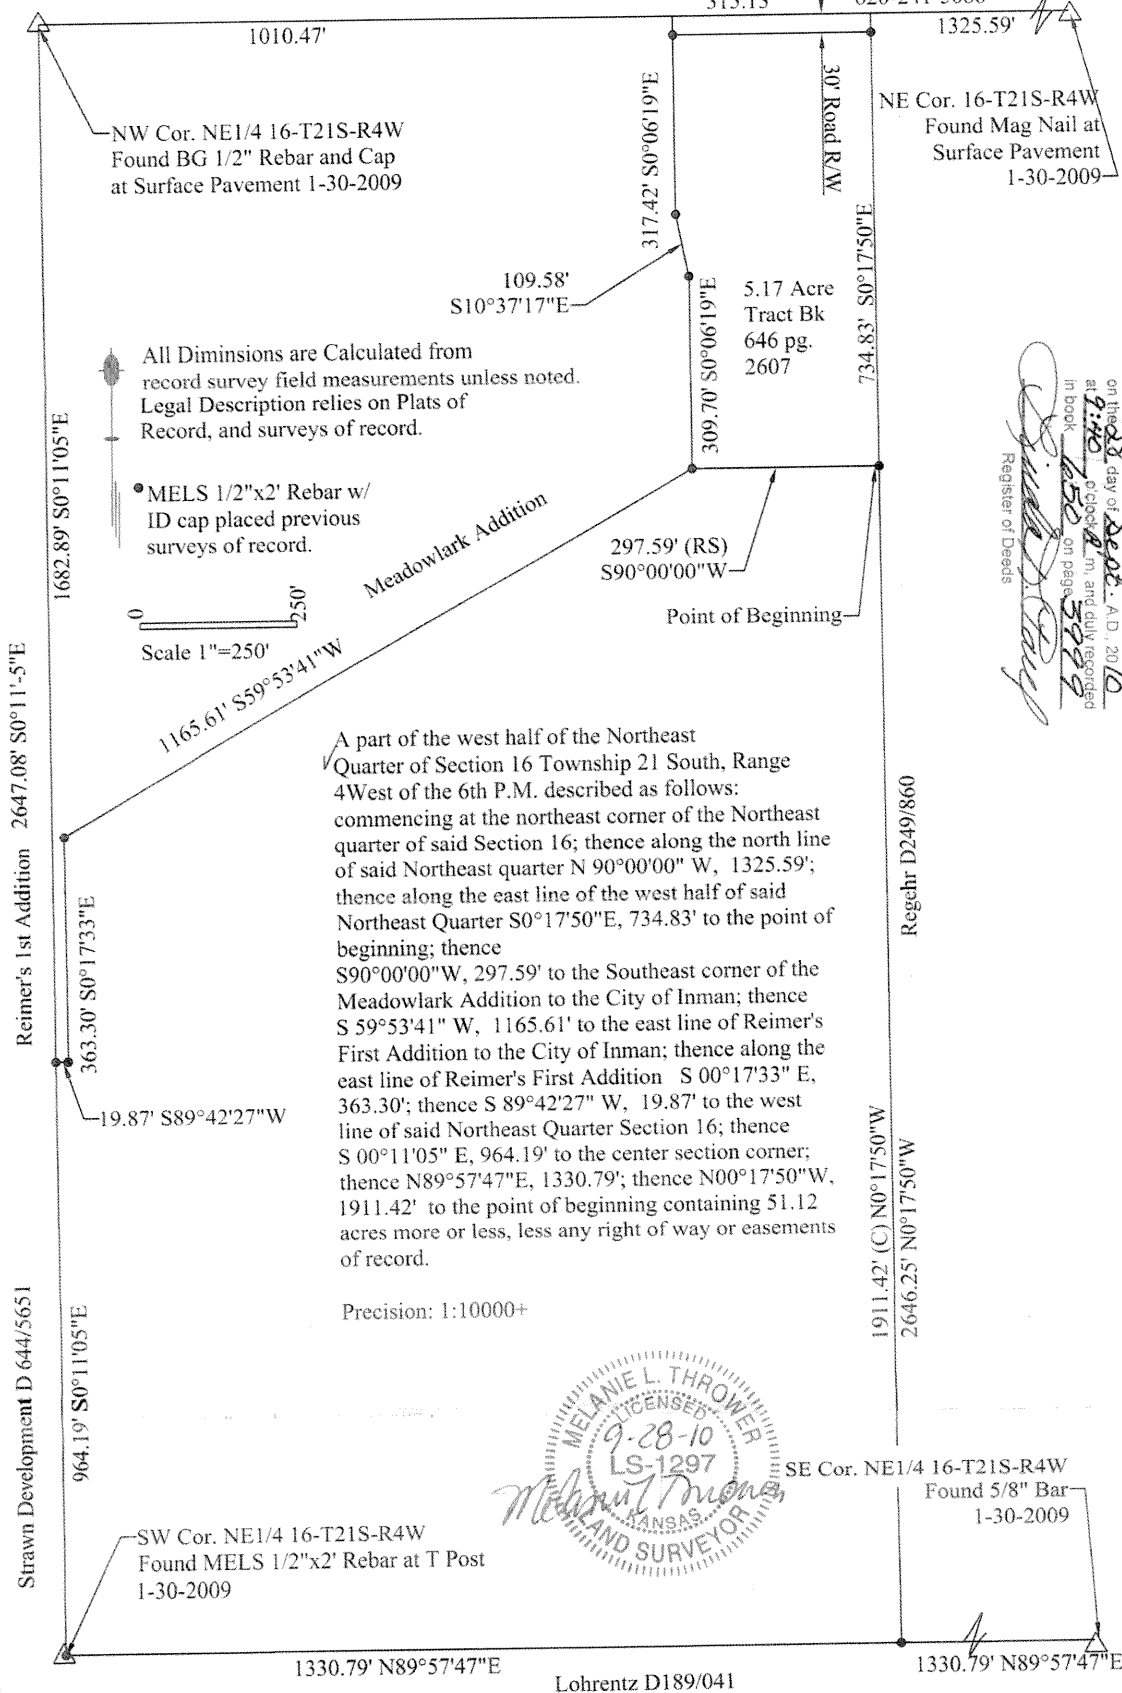 1010.47'
1325.59'
NW Cor. NE1/4 16-T21S-R4W
Found BG 1/2" Rebar and Cap
at Surface Pavement 1-30-2009
NE Cor. 16-T21S-R4W
Found Mag Nail at
Surface Pavement
1-30-2009
30' Road R/W
317.42' S0°06'19"E
109.58'
S10°37'17"E
309.70' S0°06'19"E
5.17 Acre
Tract Bk
646 pg.
2607
734.83' S0°17'50"E
All Diminsions are Calculated from
record survey field measurements unless noted.
Legal Description relies on Plats of
Record, and surveys of record.
MELS 1/2"x2' Rebar w/
ID cap placed previous
surveys of record.
0 250'
Scale 1"=250'
1682.89' S0°11'05"E
Meadowlark Addition
1165.61' S59°53'41"W
297.59' (RS)
S90°00'00"W
Point of Beginning
on the 28 day of Sept. A.D., 2010
at 9:40 o'clock A m, and duly recorded
in book 650 on page 3999
Register of Deeds
Reimer's 1st Addition 2647.08' S0°11'-5"E
363.30' S0°17'33"E
19.87' S89°42'27"W
A part of the west half of the Northeast
Quarter of Section 16 Township 21 South, Range
4West of the 6th P.M. described as follows:
commencing at the northeast corner of the Northeast
quarter of said Section 16; thence along the north line
of said Northeast quarter N 90°00'00" W, 1325.59';
thence along the east line of the west half of said
Northeast Quarter S0°17'50"E, 734.83' to the point of
beginning; thence
S90°00'00"W, 297.59' to the Southeast corner of the
Meadowlark Addition to the City of Inman; thence
S 59°53'41" W, 1165.61' to the east line of Reimer's
First Addition to the City of Inman; thence along the
east line of Reimer's First Addition S 00°17'33" E,
363.30'; thence S 89°42'27" W, 19.87' to the west
line of said Northeast Quarter Section 16; thence
S 00°11'05" E, 964.19' to the center section corner;
thence N89°57'47"E, 1330.79'; thence N00°17'50"W,
1911.42' to the point of beginning containing 51.12
acres more or less, less any right of way or easements
of record.
Precision: 1:10000+
Regehr D249/860
1911.42' (C) N0°17'50"W
2646.25' N0°17'50"W
Strawn Development D 644/5651
964.19' S0°11'05"E
MELANIE L. THROWER
LICENSED
9-28-10
LS-1297
KANSAS
LAND SURVEYOR
SE Cor. NE1/4 16-T21S-R4W
Found 5/8" Bar
1-30-2009
SW Cor. NE1/4 16-T21S-R4W
Found MELS 1/2"x2' Rebar at T Post
1-30-2009
1330.79' N89°57'47"E
1330.79' N89°57'47"E
Lohrentz D189/041